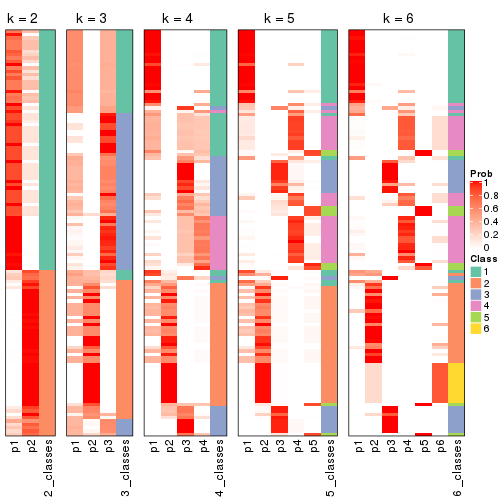 k = 2
k = 3
k = 4
k = 5
k = 6
p1
p2
2_classes
p1
p2
p3
3_classes
p1
p2
p3
p4
4_classes
p1
p2
p3
p4
p5
5_classes
p1
p2
p3
p4
p5
p6
6_classes
Prob
1
0.8
0.6
0.4
0.2
0
Class
1
2
3
4
5
6